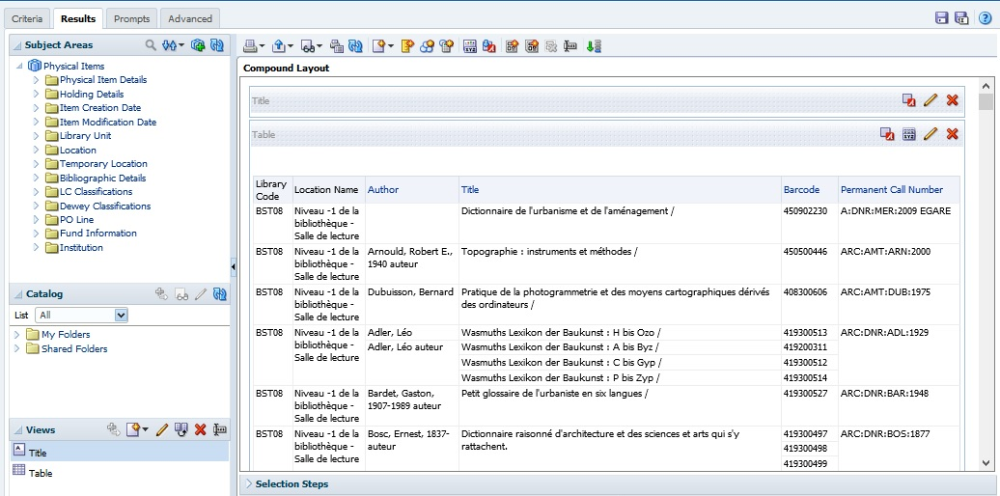 Criteria Results Prompts Advanced
Subject Areas
Physical Items
Physical Item Details
Holding Details
Item Creation Date
Item Modification Date
Library Unit
Location
Temporary Location
Bibliographic Details
LC Classifications
Dewey Classifications
PO Line
Fund Information
Institution
Catalog
List All
My Folders
Shared Folders
Views
Title
Table
Compound Layout
Title
Table
Library Code Location Name Author Title Barcode Permanent Call Number
BST08 Niveau -1 de la Dictionnaire de l'urbanisme et de l'aménagement / 450902230 A:DNR:MER:2009 EGARE
bibliothèque -
Salle de lecture
BST08 Niveau -1 de la Arnould, Robert E., Topographie : instruments et méthodes / 450500446 ARC:AMT:ARN:2000
bibliothèque - 1940 auteur
Salle de lecture
BST08 Niveau -1 de la Dubuisson, Bernard Pratique de la photogrammetrie et des moyens cartographiques dérivés 408300606 ARC:AMT:DUB:1975
bibliothèque - des ordinateurs /
Salle de lecture
BST08 Niveau -1 de la Adler, Léo Wasmuths Lexikon der Baukunst : H bis Ozo / 419300513 ARC:DNR:ADL:1929
bibliothèque - Adler, Léo auteur Wasmuths Lexikon der Baukunst : A bis Byz / 419200311
Salle de lecture Wasmuths Lexikon der Baukunst : C bis Gyp / 419300512
Wasmuths Lexikon der Baukunst : P bis Zyp / 419300514
BST08 Niveau -1 de la Bardet, Gaston, Petit glossaire de l'urbaniste en six langues / 419300527 ARC:DNR:BAR:1948
bibliothèque - 1907-1989 auteur
Salle de lecture
BST08 Niveau -1 de la Bosc, Ernest, 1837- Dictionnaire raisonné d'architecture et des sciences et arts qui s'y 419300497 ARC:DNR:BOS:1877
bibliothèque - auteur rattachent. 419300498
Salle de lecture 419300499
Selection Steps